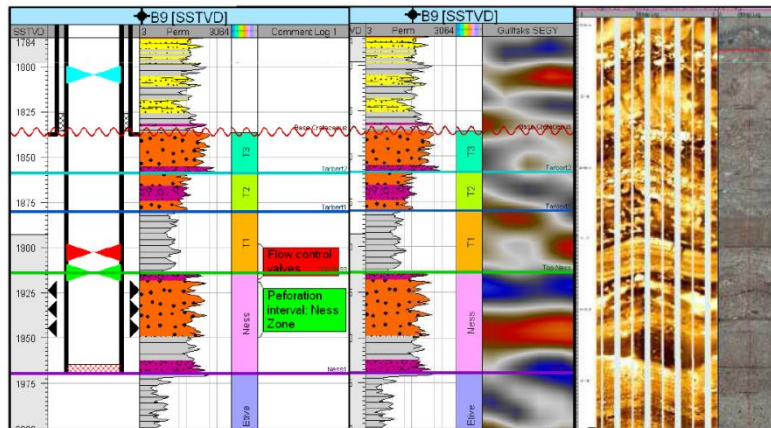 B9 [SSTVD]
B9 [SSTVD]
SSTVD
3 Perm 3084
Comment Log 1
VD
3 Perm 3064
Gullfaks SEGY
1784
1800
1825
Base Cretaceous
Base Cretaceous
1850
T3
T3
Tarbert2
Tarbert2
T2
T2
1875
Tarbert1
Tarbert1
1900
T1
T1
Flow control
valves
Top Ness
1925
Peforation
interval; Ness
Zone
Ness
Ness
1950
Ness1
Ness1
1975
Etive
Etive